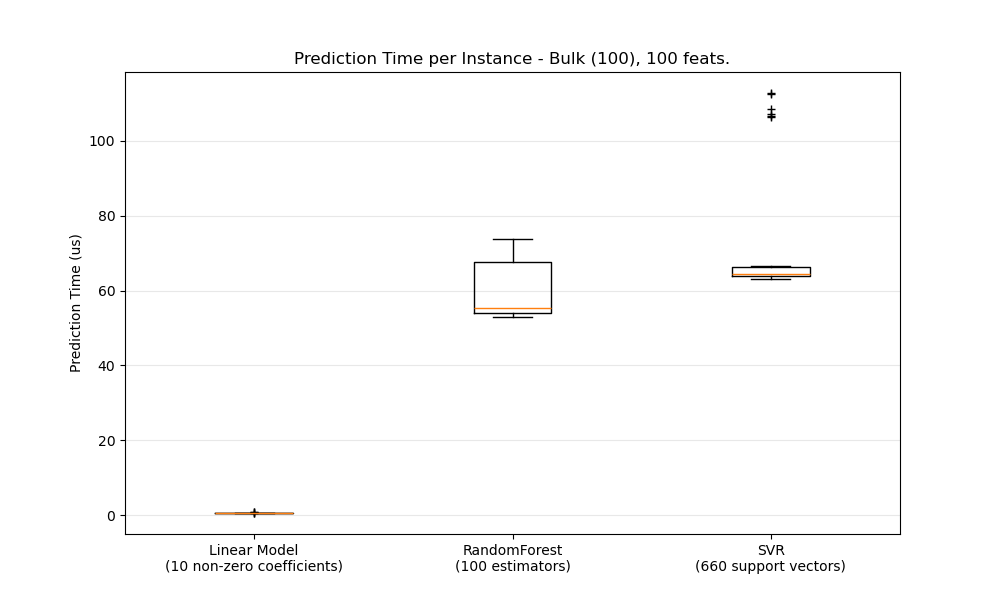 Prediction Time per Instance - Bulk (100), 100 feats.
Prediction Time (us)
100
80
60
40
20
0
Linear Model
(10 non-zero coefficients)
RandomForest
(100 estimators)
SVR
(660 support vectors)